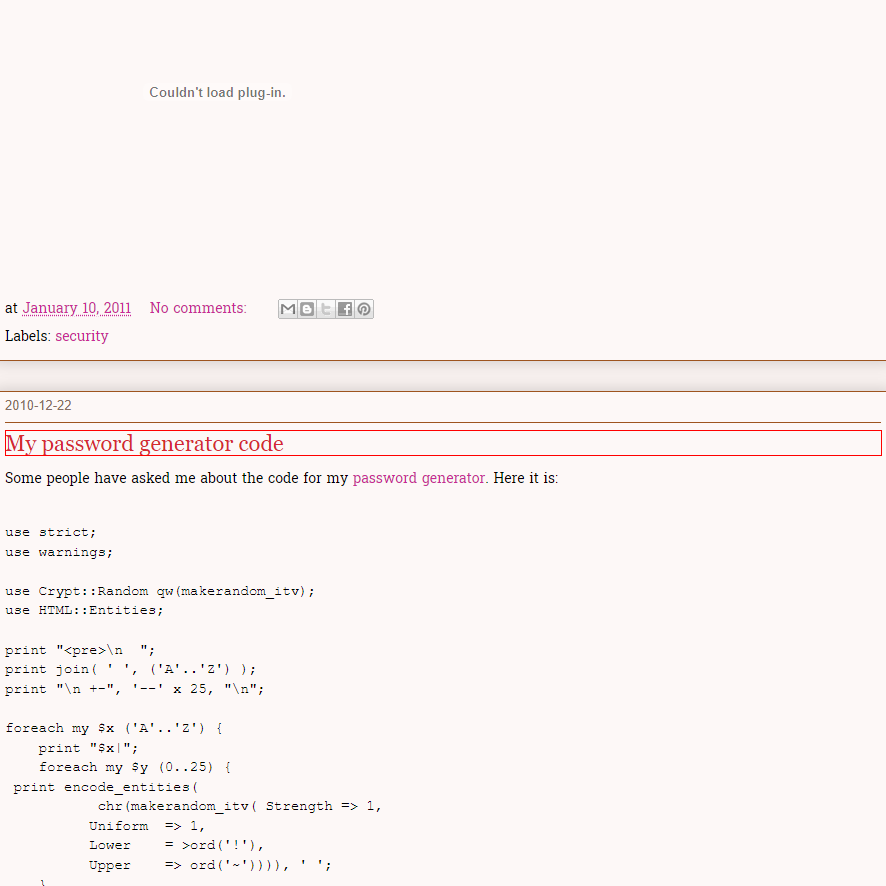 Couldn't load plug-in.
at January 10, 2011 No comments:
Labels: security
2010-12-22
My password generator code
Some people have asked me about the code for my password generator. Here it is:
use strict;
use warnings;
use Crypt::Random qw(makerandom_itv);
use HTML::Entities;
print "<pre>\n  ";
print join( ' ', ('A'..'Z') );
print "\n +-", '--' x 25, "\n";
foreach my $x ('A'..'Z') {
    print "$x|";
    foreach my $y (0..25) {
 print encode_entities(
           chr(makerandom_itv( Strength => 1,
          Uniform  => 1,
          Lower    = >ord('!'),
          Upper    => ord('~')))), ' ';
    }